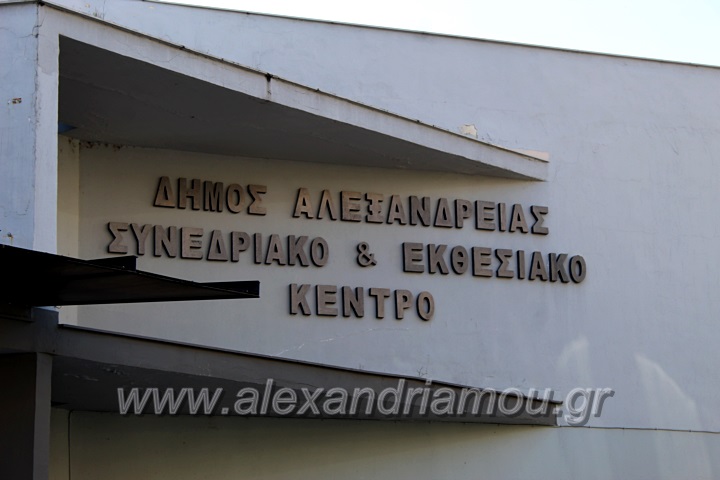 ΔΗΜΟΣ ΑΛΕΞΑΝΔΡΕΙΑΣ
ΣΥΝΕΔΡΙΑΚΟ & ΕΚΘΕΣΙΑΚΟ
ΚΕΝΤΡΟ
www.alexandriamou.gr